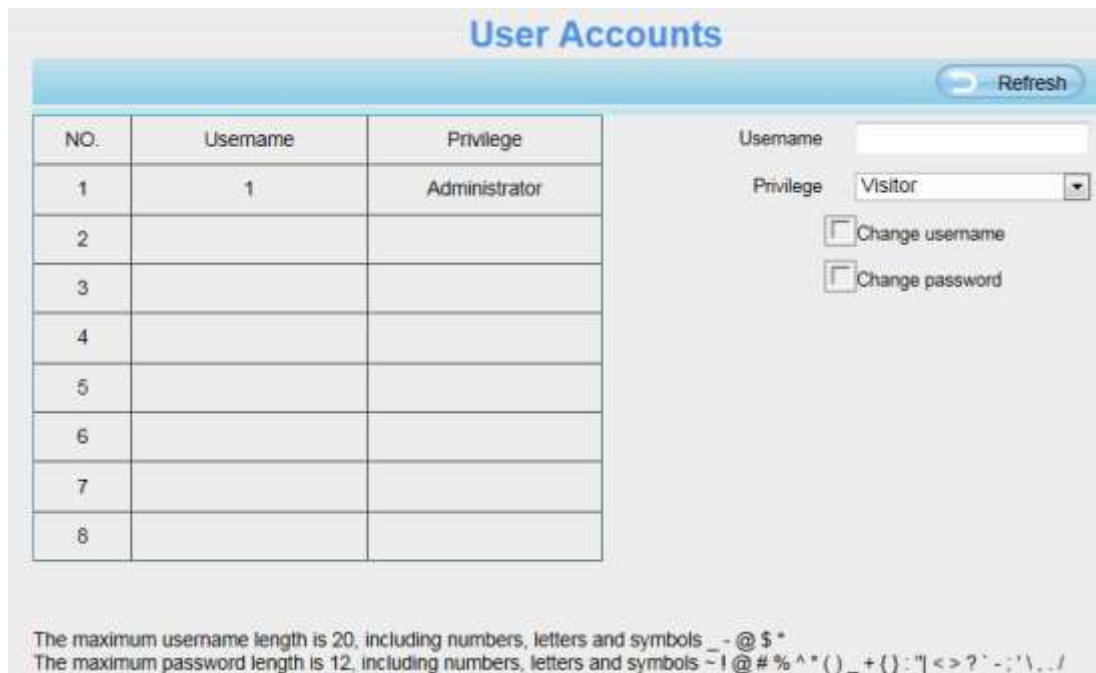 User Accounts
Refresh
NO. Username Privilege
1 1 Administrator
2
3
4
5
6
7
8
Username
Privilege Visitor
Change username
Change password
The maximum username length is 20, including numbers, letters and symbols _ - @ $ *
The maximum password length is 12, including numbers, letters and symbols ~ ! @ # % ^ * ( ) _ + { } : "| < > ? ` - ; ' \ , . /